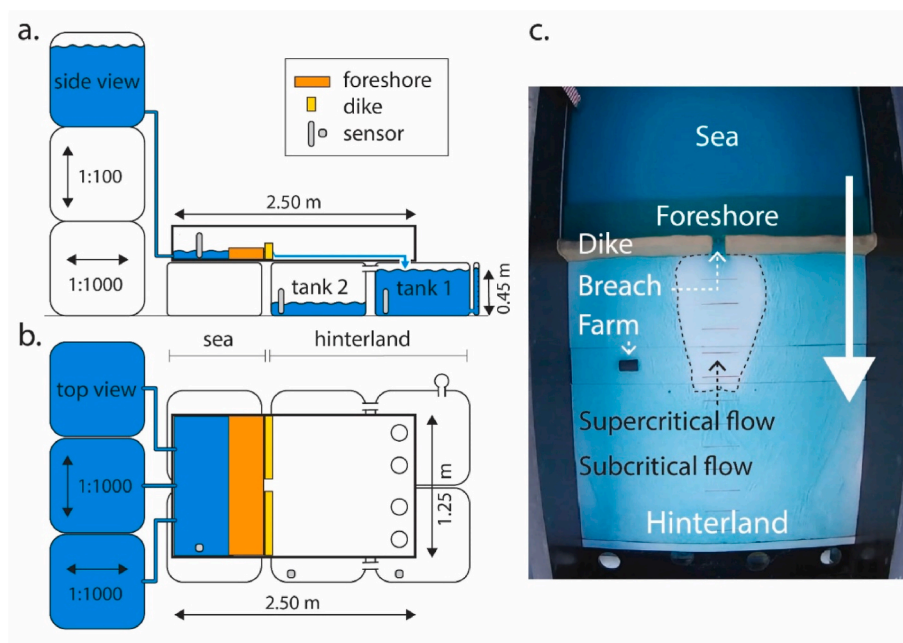 a.
side view
1:100
1:1000
foreshore
dike
sensor
2.50 m
tank 2
tank 1
0.45 m
b.
sea
hinterland
top view
1:1000
1:1000
1.25 m
2.50 m
c.
Sea
Foreshore
Dike
Breach
Farm
Supercritical flow
Subcritical flow
Hinterland